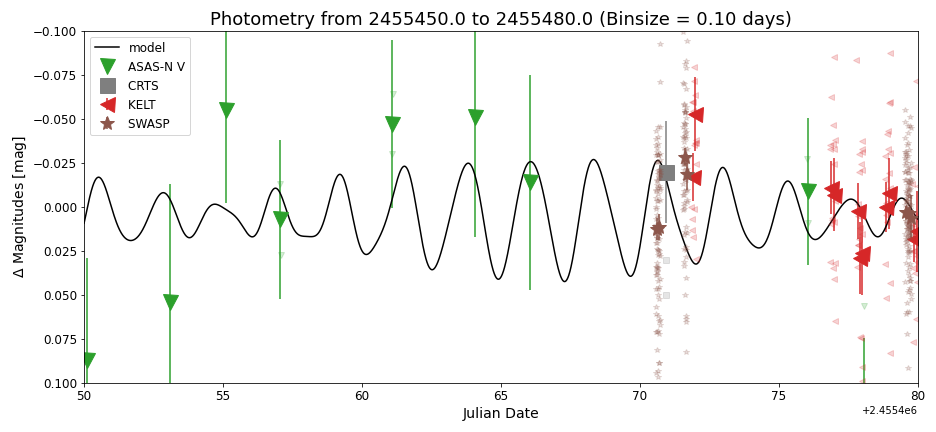 Photometry from 2455450.0 to 2455480.0 (Binsize = 0.10 days)
−0.100
−0.075
−0.050
−0.025
0.000
0.025
0.050
0.075
0.100
Δ Magnitudes [mag]
model
ASAS-N V
CRTS
KELT
SWASP
50 55 60 65 70 75 80
+2.4554e6
Julian Date